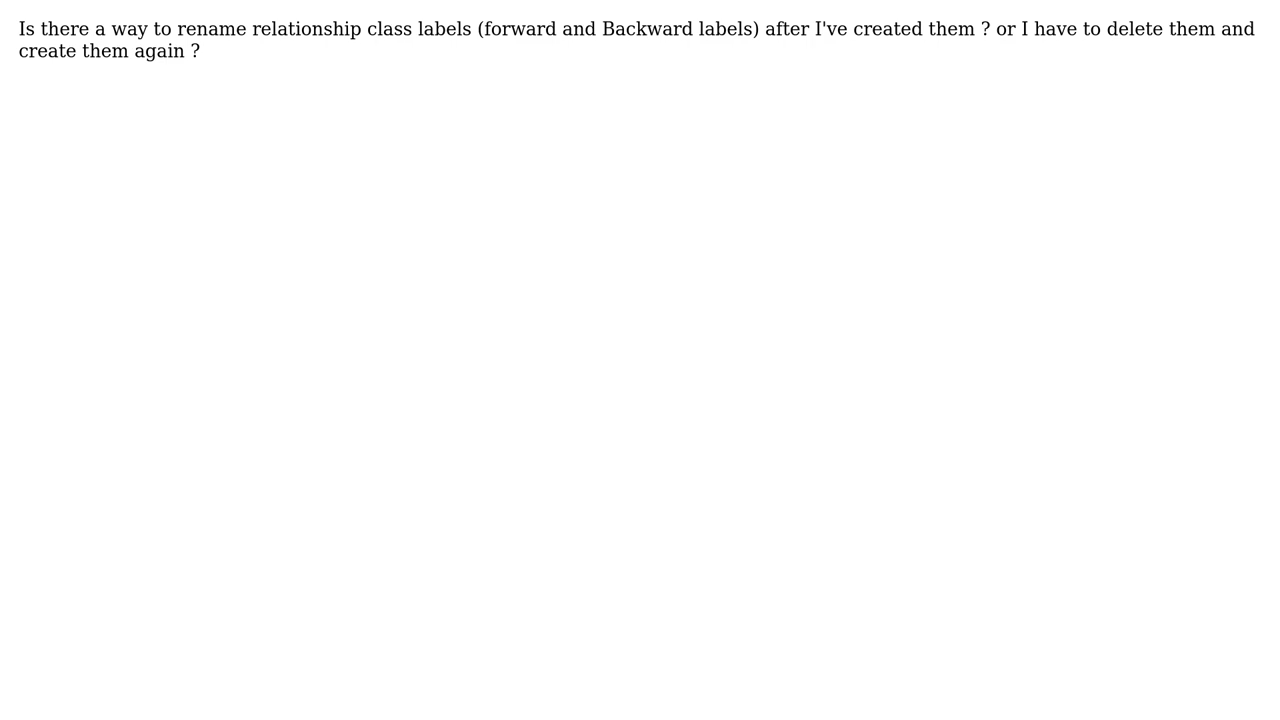 Is there a way to rename relationship class labels (forward and Backward labels) after I've created them ? or I have to delete them and
create them again ?